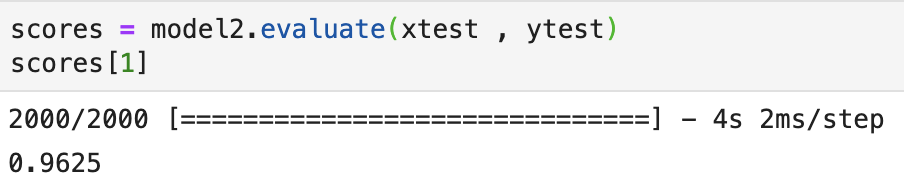 scores = model2.evaluate(xtest , ytest)
scores[1]
2000/2000 [==============================] - 4s 2ms/step
0.9625